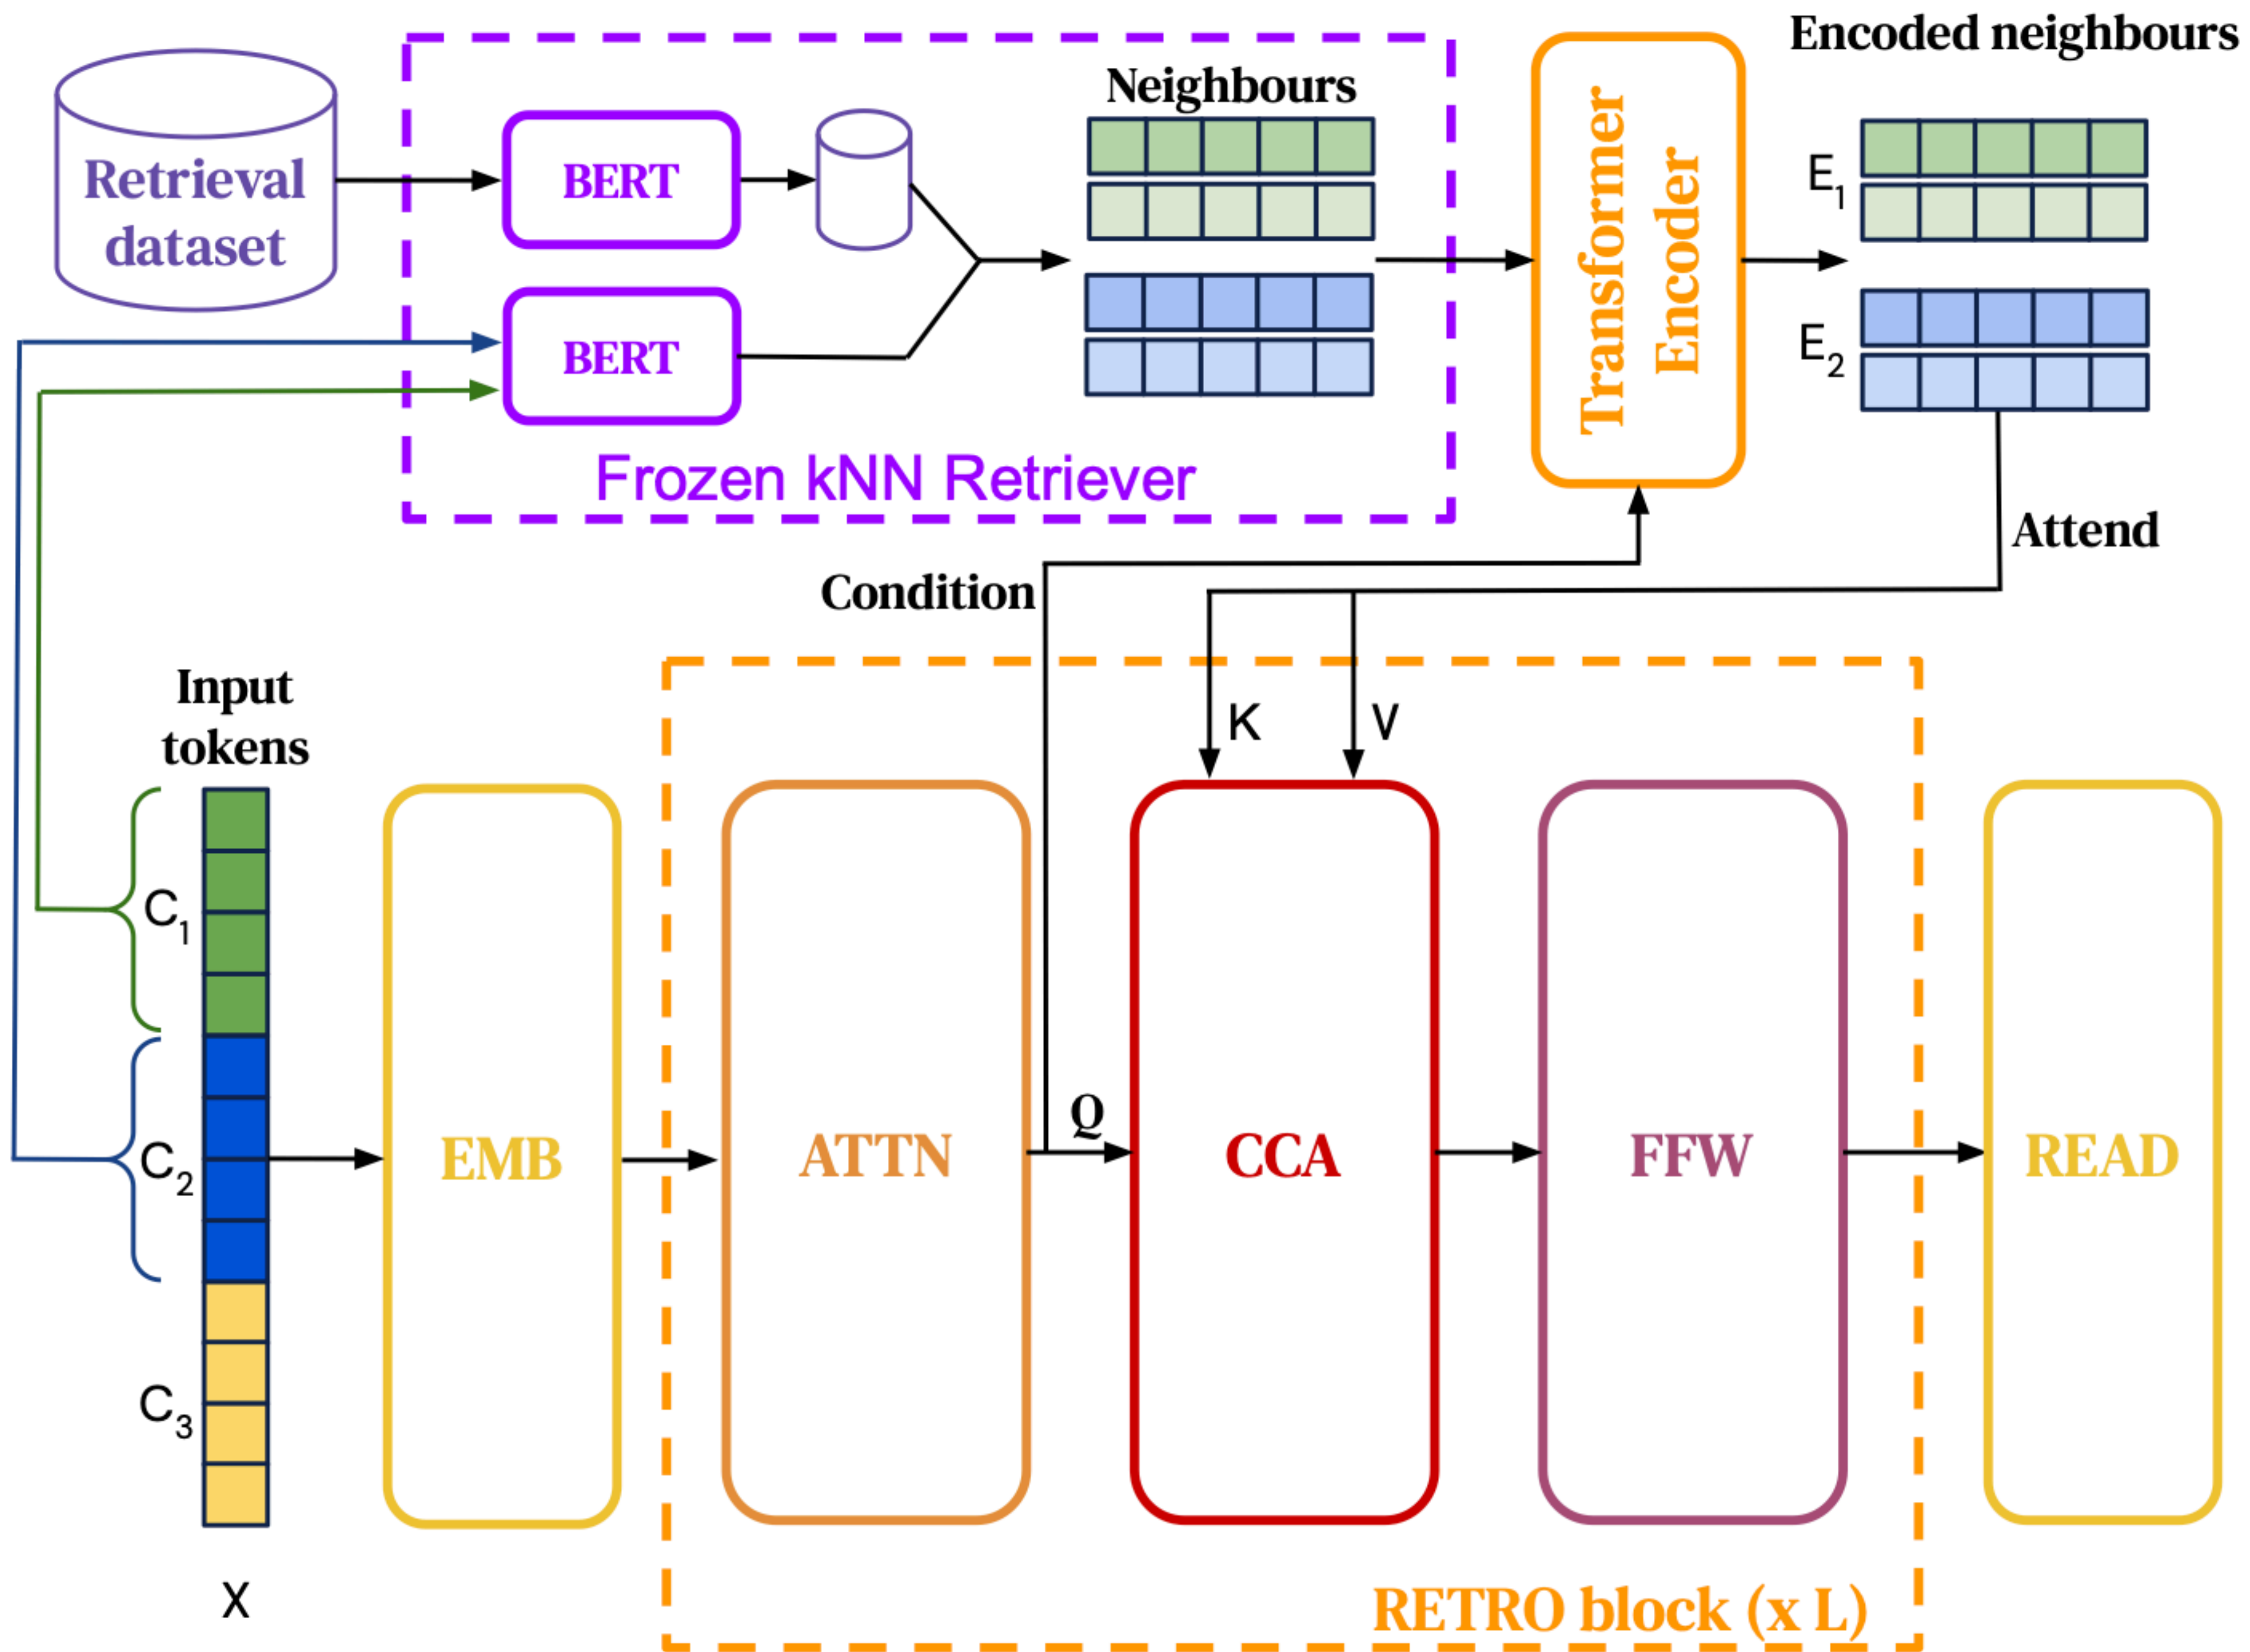 Encoded neighbours
Neighbours
Retrieval
dataset
BERT
BERT
Frozen kNN Retriever
Transformer
Encoder
E1
E2
Attend
Condition
Input
tokens
K
V
C1
C2
C3
X
EMB
ATTN
Q
CCA
FFW
READ
RETRO block (x L)